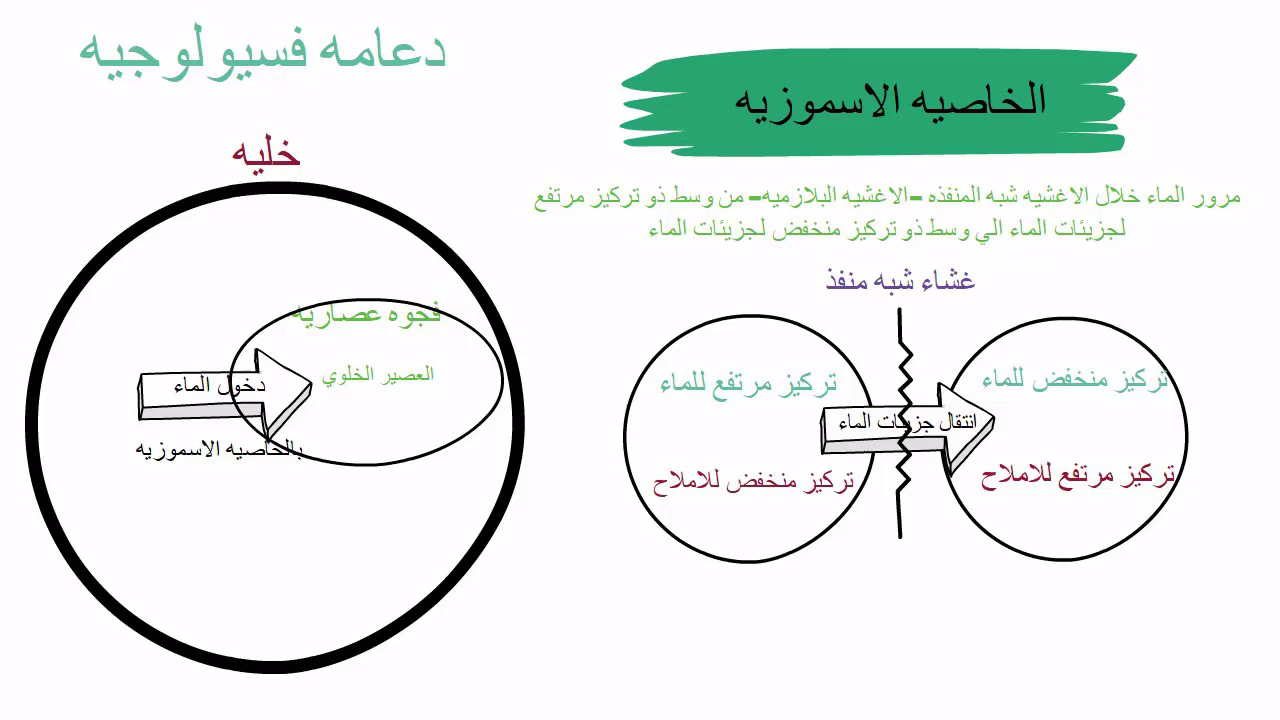 دعامه فسيولوجيه
الخاصيه الاسموزيه
مرور الماء خلال الاغشيه شبه المنفذه -الاغشيه البلازميه- من وسط ذو تركيز مرتفع
لجزيئات الماء الي وسط ذو تركيز منخفض لجزيئات الماء
غشاء شبه منفذ
تركيز منخفض للماء
تركيز مرتفع للماء
انتقال جزيئات الماء
تركيز مرتفع للاملاح
تركيز منخفض للاملاح
خليه
فجوه عصاريه
العصير الخلوي
دخول الماء
بالخاصيه الاسموزيه